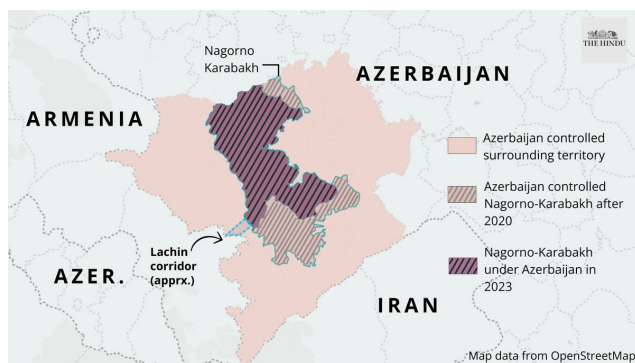 THE HINDU
Nagorno
Karabakh
AZERBAIJAN
ARMENIA
Azerbaijan controlled
surrounding territory
Azerbaijan controlled
Nagorno-Karabakh after
2020
Lachin
corridor
(apprx.)
Nagorno-Karabakh
under Azerbaijan in
2023
AZER.
IRAN
Map data from OpenStreetMap